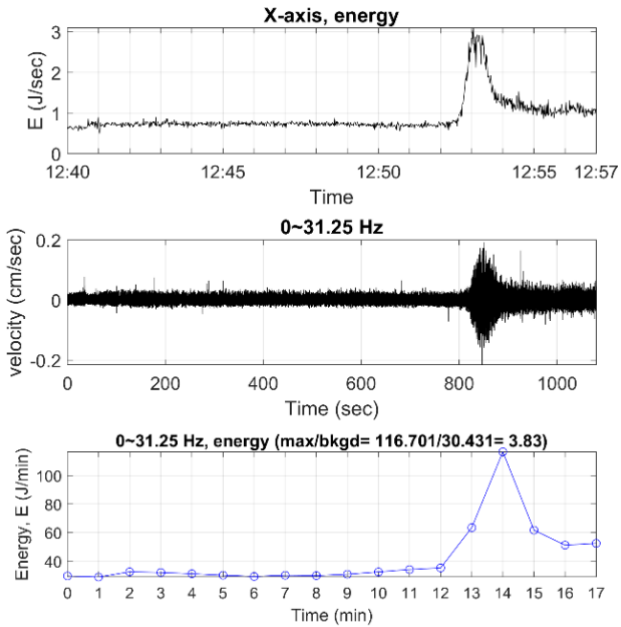 X-axis, energy
E (J/sec)
3
2
1
0
12:40 12:45 12:50 12:55 12:57
Time
0~31.25 Hz
velocity (cm/sec)
0.2
0
-0.2
0 200 400 600 800 1000
Time (sec)
0~31.25 Hz, energy (max/bkgd= 116.701/30.431= 3.83)
Energy, E (J/min)
100
80
60
40
0 1 2 3 4 5 6 7 8 9 10 11 12 13 14 15 16 17
Time (min)